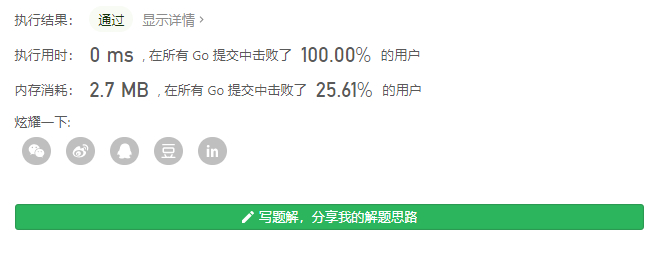 执行结果： 通过 显示详情 ›
执行用时： 0 ms , 在所有 Go 提交中击败了 100.00% 的用户
内存消耗： 2.7 MB , 在所有 Go 提交中击败了 25.61% 的用户
炫耀一下:
豆 in
写题解，分享我的解题思路